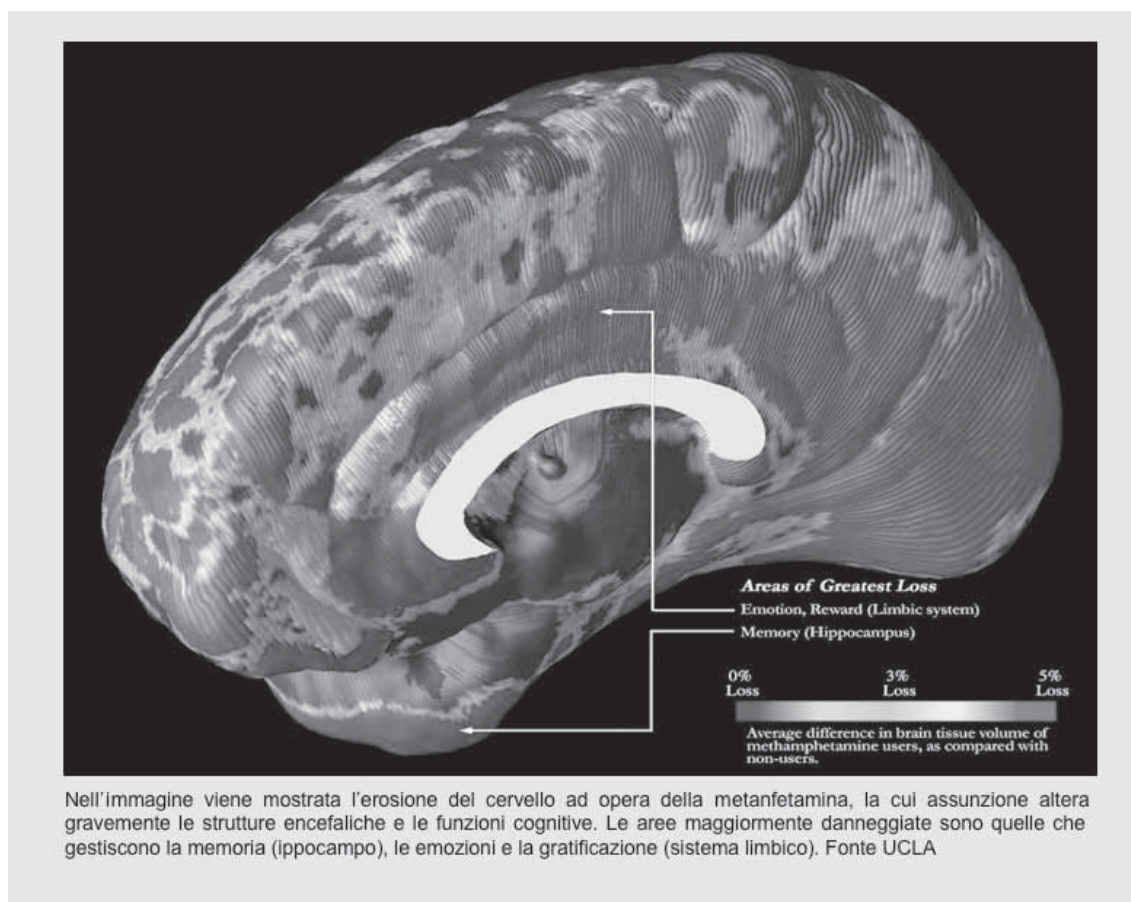 Areas of Greatest Loss
Emotion, Reward (Limbic system)
Memory (Hippocampus)
0% 3% 5%
Loss Loss Loss
Average difference in brain tissue volume of
methamphetamine users, as compared with
non-users.
Nell'immagine viene mostrata l'erosione del cervello ad opera della metanfetamina, la cui assunzione altera
gravemente le strutture encefaliche e le funzioni cognitive. Le aree maggiormente danneggiate sono quelle che
gestiscono la memoria (ippocampo), le emozioni e la gratificazione (sistema limbico). Fonte UCLA